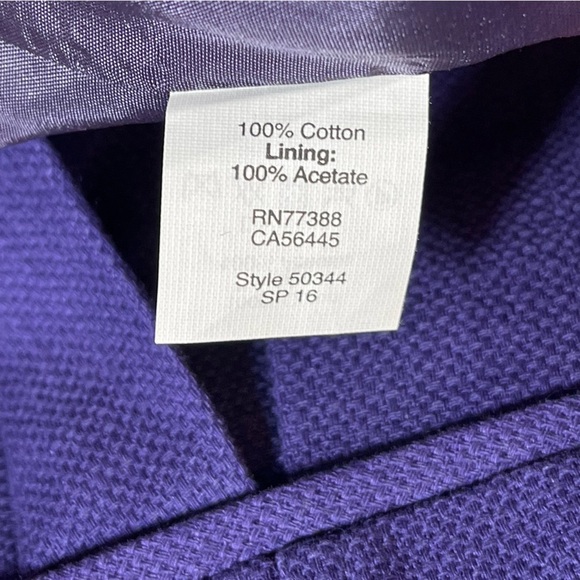 100% Cotton
Lining:
100% Acetate
RN77388
CA56445
Style 50344
SP 16